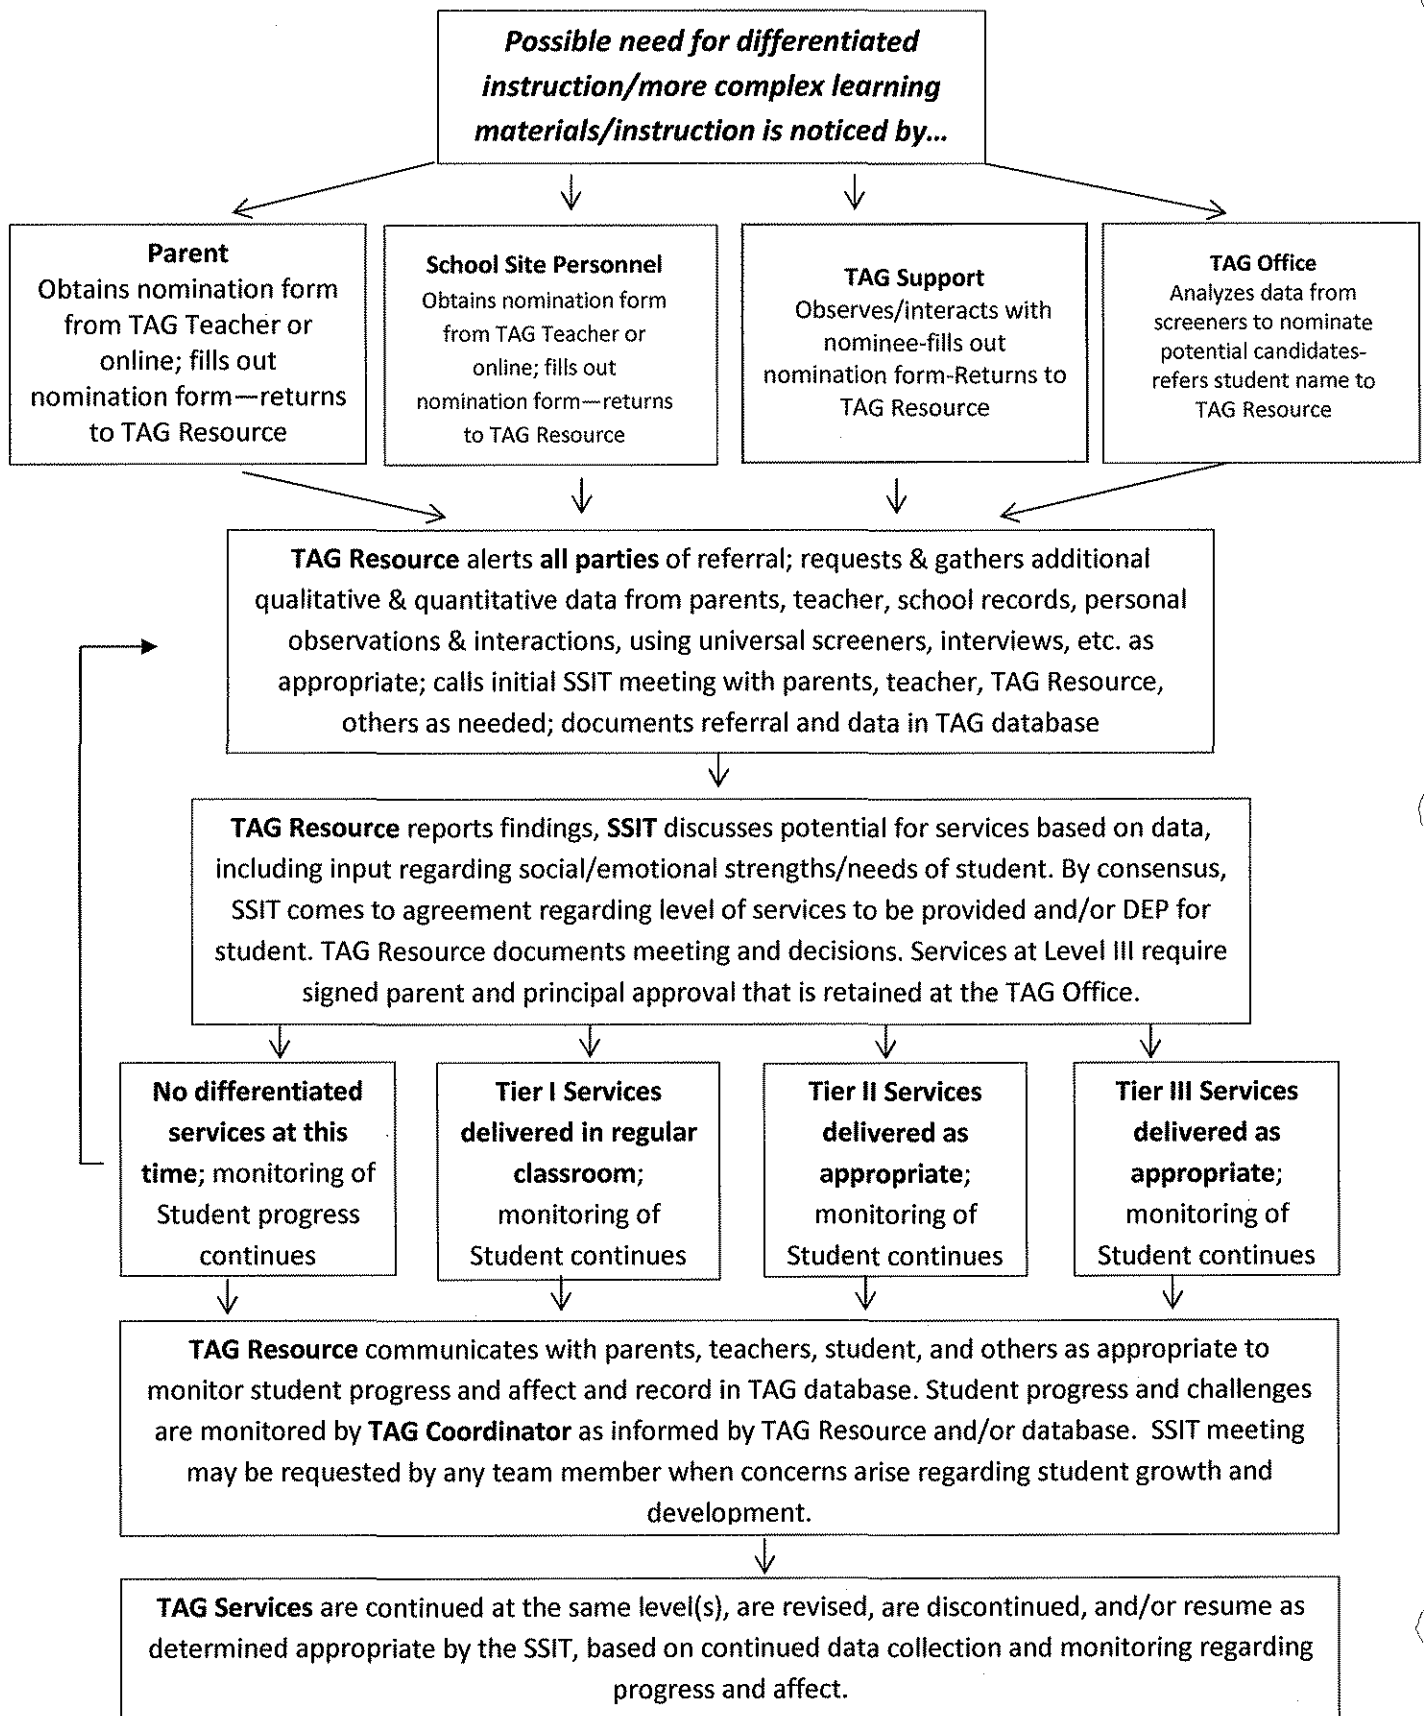 Possible need for differentiated
instruction/more complex learning
materials/instruction is noticed by...
Parent
Obtains nomination form
from TAG Teacher or
online; fills out
nomination form—returns
to TAG Resource
School Site Personnel
Obtains nomination form
from TAG Teacher or
online; fills out
nomination form—returns
to TAG Resource
TAG Support
Observes/interacts with
nominee-fills out
nomination form-Returns to
TAG Resource
TAG Office
Analyzes data from
screeners to nominate
potential candidates-
refers student name to
TAG Resource
TAG Resource alerts all parties of referral; requests & gathers additional
qualitative & quantitative data from parents, teacher, school records, personal
observations & interactions, using universal screeners, interviews, etc. as
appropriate; calls initial SSIT meeting with parents, teacher, TAG Resource,
others as needed; documents referral and data in TAG database
TAG Resource reports findings, SSIT discusses potential for services based on data,
including input regarding social/emotional strengths/needs of student. By consensus,
SSIT comes to agreement regarding level of services to be provided and/or DEP for
student. TAG Resource documents meeting and decisions. Services at Level III require
signed parent and principal approval that is retained at the TAG Office.
No differentiated
services at this
time; monitoring of
Student progress
continues
Tier I Services
delivered in regular
classroom;
monitoring of
Student continues
Tier II Services
delivered as
appropriate;
monitoring of
Student continues
Tier III Services
delivered as
appropriate;
monitoring of
Student continues
TAG Resource communicates with parents, teachers, student, and others as appropriate to
monitor student progress and affect and record in TAG database. Student progress and challenges
are monitored by TAG Coordinator as informed by TAG Resource and/or database. SSIT meeting
may be requested by any team member when concerns arise regarding student growth and
development.
TAG Services are continued at the same level(s), are revised, are discontinued, and/or resume as
determined appropriate by the SSIT, based on continued data collection and monitoring regarding
progress and affect.